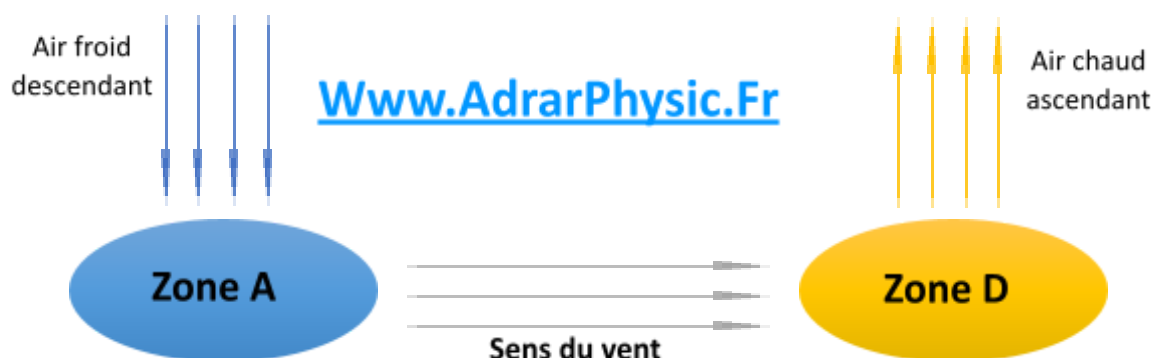 Air froid
descendant
Www.AdrarPhysic.Fr
Air chaud
ascendant
Zone A
Zone D
Sens du vent